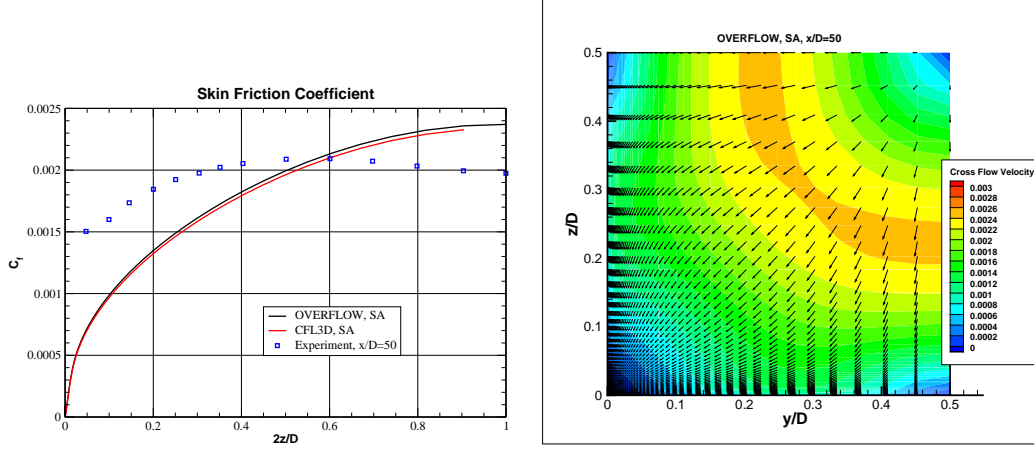 Skin Friction Coefficient
0.0025
0.002
0.0015
0.001
0.0005
0
Cf
OVERFLOW, SA
CFL3D, SA
Experiment, x/D=50
0 0.2 0.4 0.6 0.8 1
2z/D
OVERFLOW, SA, x/D=50
0.5
0.4
0.3
0.2
0.1
0
z/D
0 0.1 0.2 0.3 0.4 0.5
y/D
Cross Flow Velocity
0.003
0.0028
0.0026
0.0024
0.0022
0.002
0.0018
0.0016
0.0014
0.0012
0.001
0.0008
0.0006
0.0004
0.0002
0